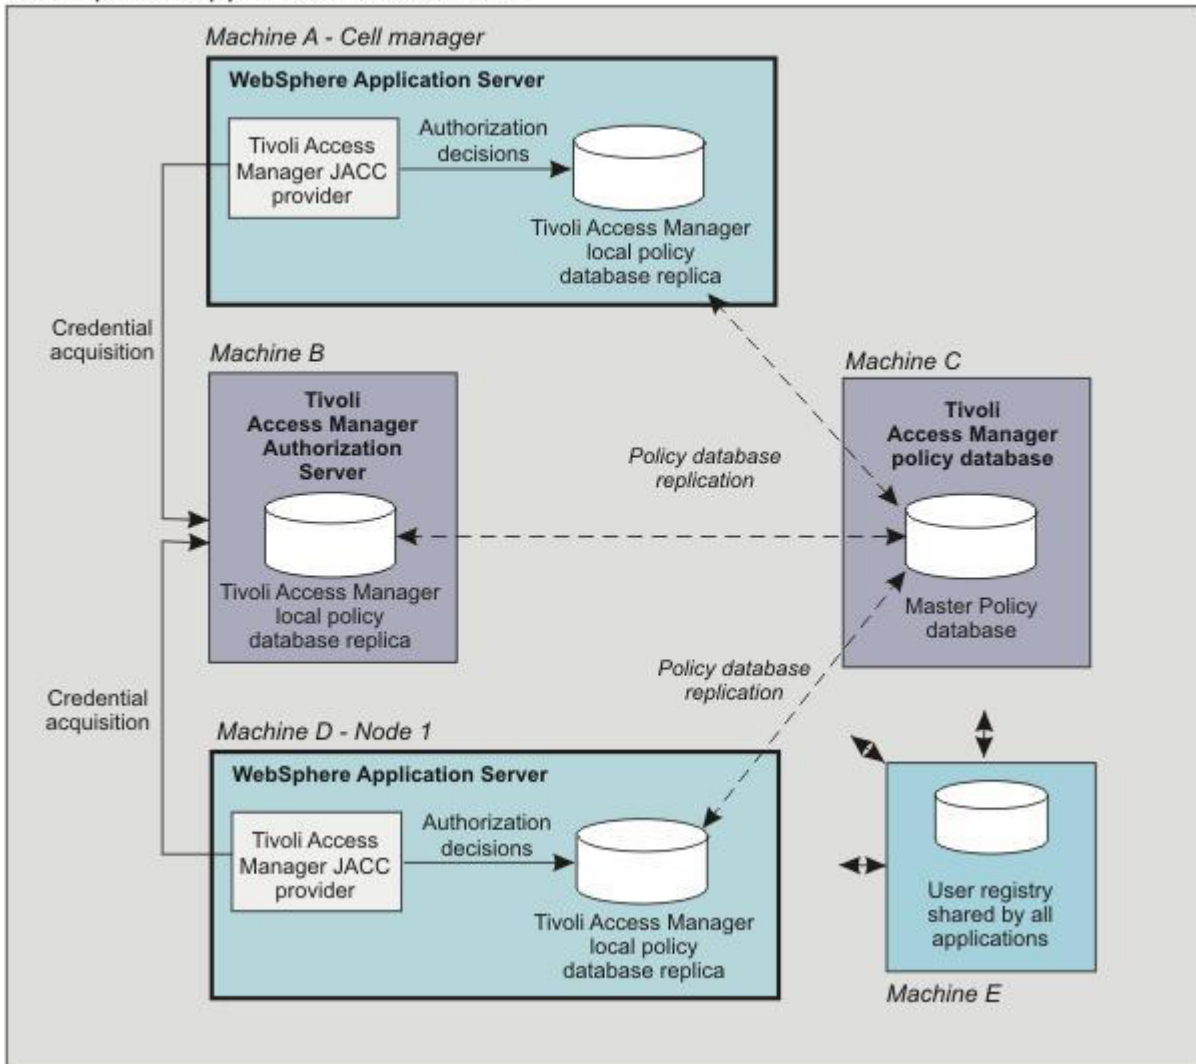 Machine A - Cell manager
WebSphere Application Server
Tivoli Access
Manager JACC
provider
Authorization
decisions
Tivoli Access Manager
local policy
database replica
Credential
acquisition
Machine B
Tivoli
Access Manager
Authorization
Server
Tivoli Access Manager
local policy
database replica
Policy database
replication
Machine C
Tivoli
Access Manager
policy database
Master Policy
database
Policy database
replication
Credential
acquisition
Machine D - Node 1
WebSphere Application Server
Tivoli Access
Manager JACC
provider
Authorization
decisions
Tivoli Access Manager
local policy
database replica
User registry
shared by all
applications
Machine E